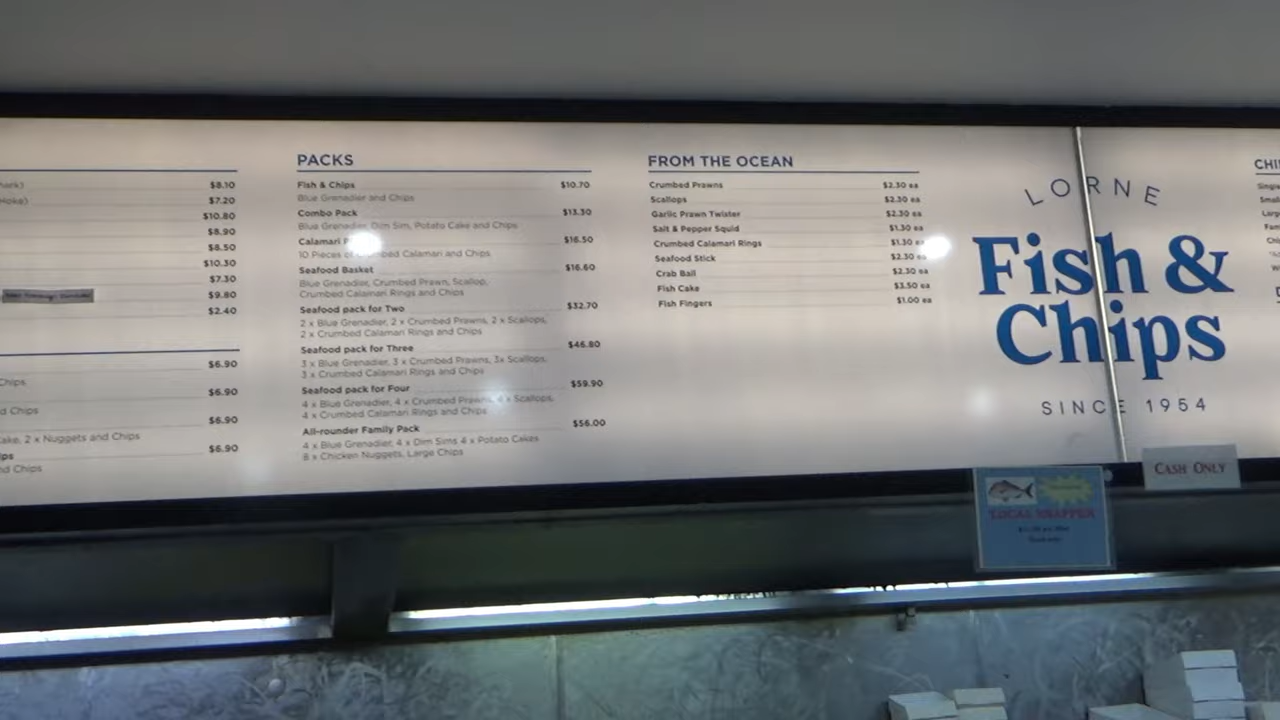 $8.10
$7.20
$10.80
$8.90
$8.50
$10.30
$7.30
$9.80
$2.40
$6.90
Chips
$6.90
d Chips
$6.90
ake, 2 x Nuggets and Chips
$6.90
ps
nd Chips
PACKS
Fish & Chips $10.70
Blue Grenadier and Chips
Combo Pack $13.30
Blue Grenadier, Dim Sim, Potato Cake and Chips
Calamari $16.50
10 Pieces of Crumbed Calamari and Chips
Seafood Basket $16.60
Blue Grenadier, Crumbed Prawn, Scallop,
Crumbed Calamari Rings and Chips
Seafood pack for Two $32.70
2 x Blue Grenadier, 2 x Crumbed Prawns, 2 x Scallops,
2 x Crumbed Calamari Rings and Chips
Seafood pack for Three $46.80
3 x Blue Grenadier, 3 x Crumbed Prawns, 3x Scallops,
3 x Crumbed Calamari Rings and Chips
Seafood pack for Four $59.90
4 x Blue Grenadier, 4 x Crumbed Prawns, 4 x Scallops,
4 x Crumbed Calamari Rings and Chips
All-rounder Family Pack $56.00
4 x Blue Grenadier, 4 x Dim Sims 4 x Potato Cakes
8 x Chicken Nuggets, Large Chips
FROM THE OCEAN
Crumbed Prawns $2.30 ea
Scallops $2.30 ea
Garlic Prawn Twister $2.30 ea
Salt & Pepper Squid $1.30 ea
Crumbed Calamari Rings $1.30 ea
Seafood Stick $2.30 ea
Crab Ball $2.30 ea
Fish Cake $3.50 ea
Fish Fingers $1.00 ea
LORNE
Fish &
Chips
SINCE 1954
CASH ONLY
LOCAL SNAPPER
CHI
Singl
Smal
Larg
Fam